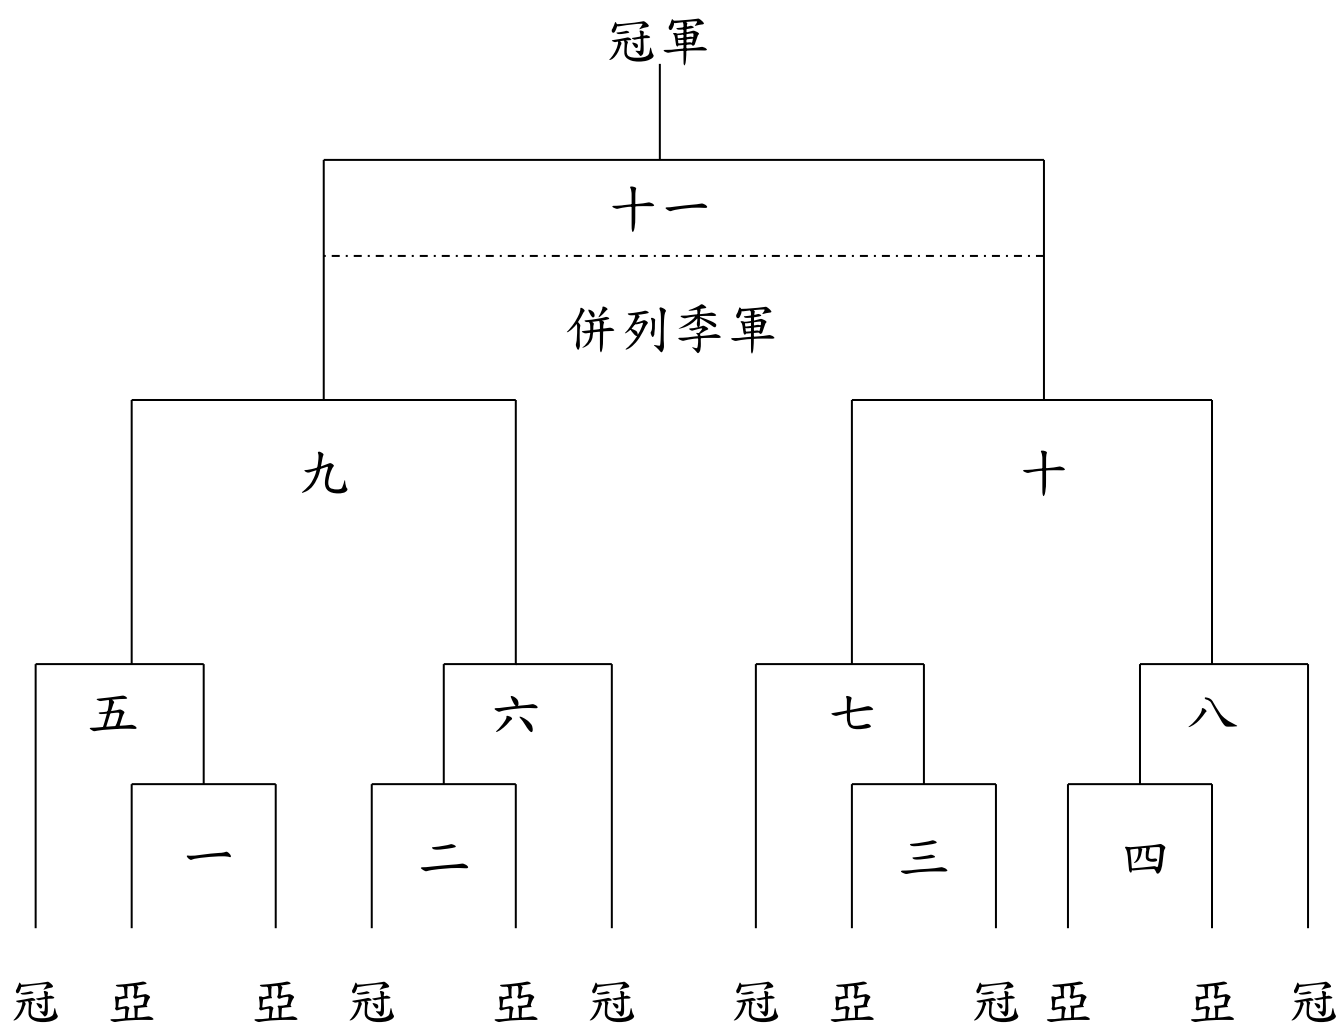 冠軍
十一
併列季軍
九 十
五 六 七 八
一 二 三 四
冠 亞 亞 冠 亞 冠 冠 亞 冠 亞 亞 冠